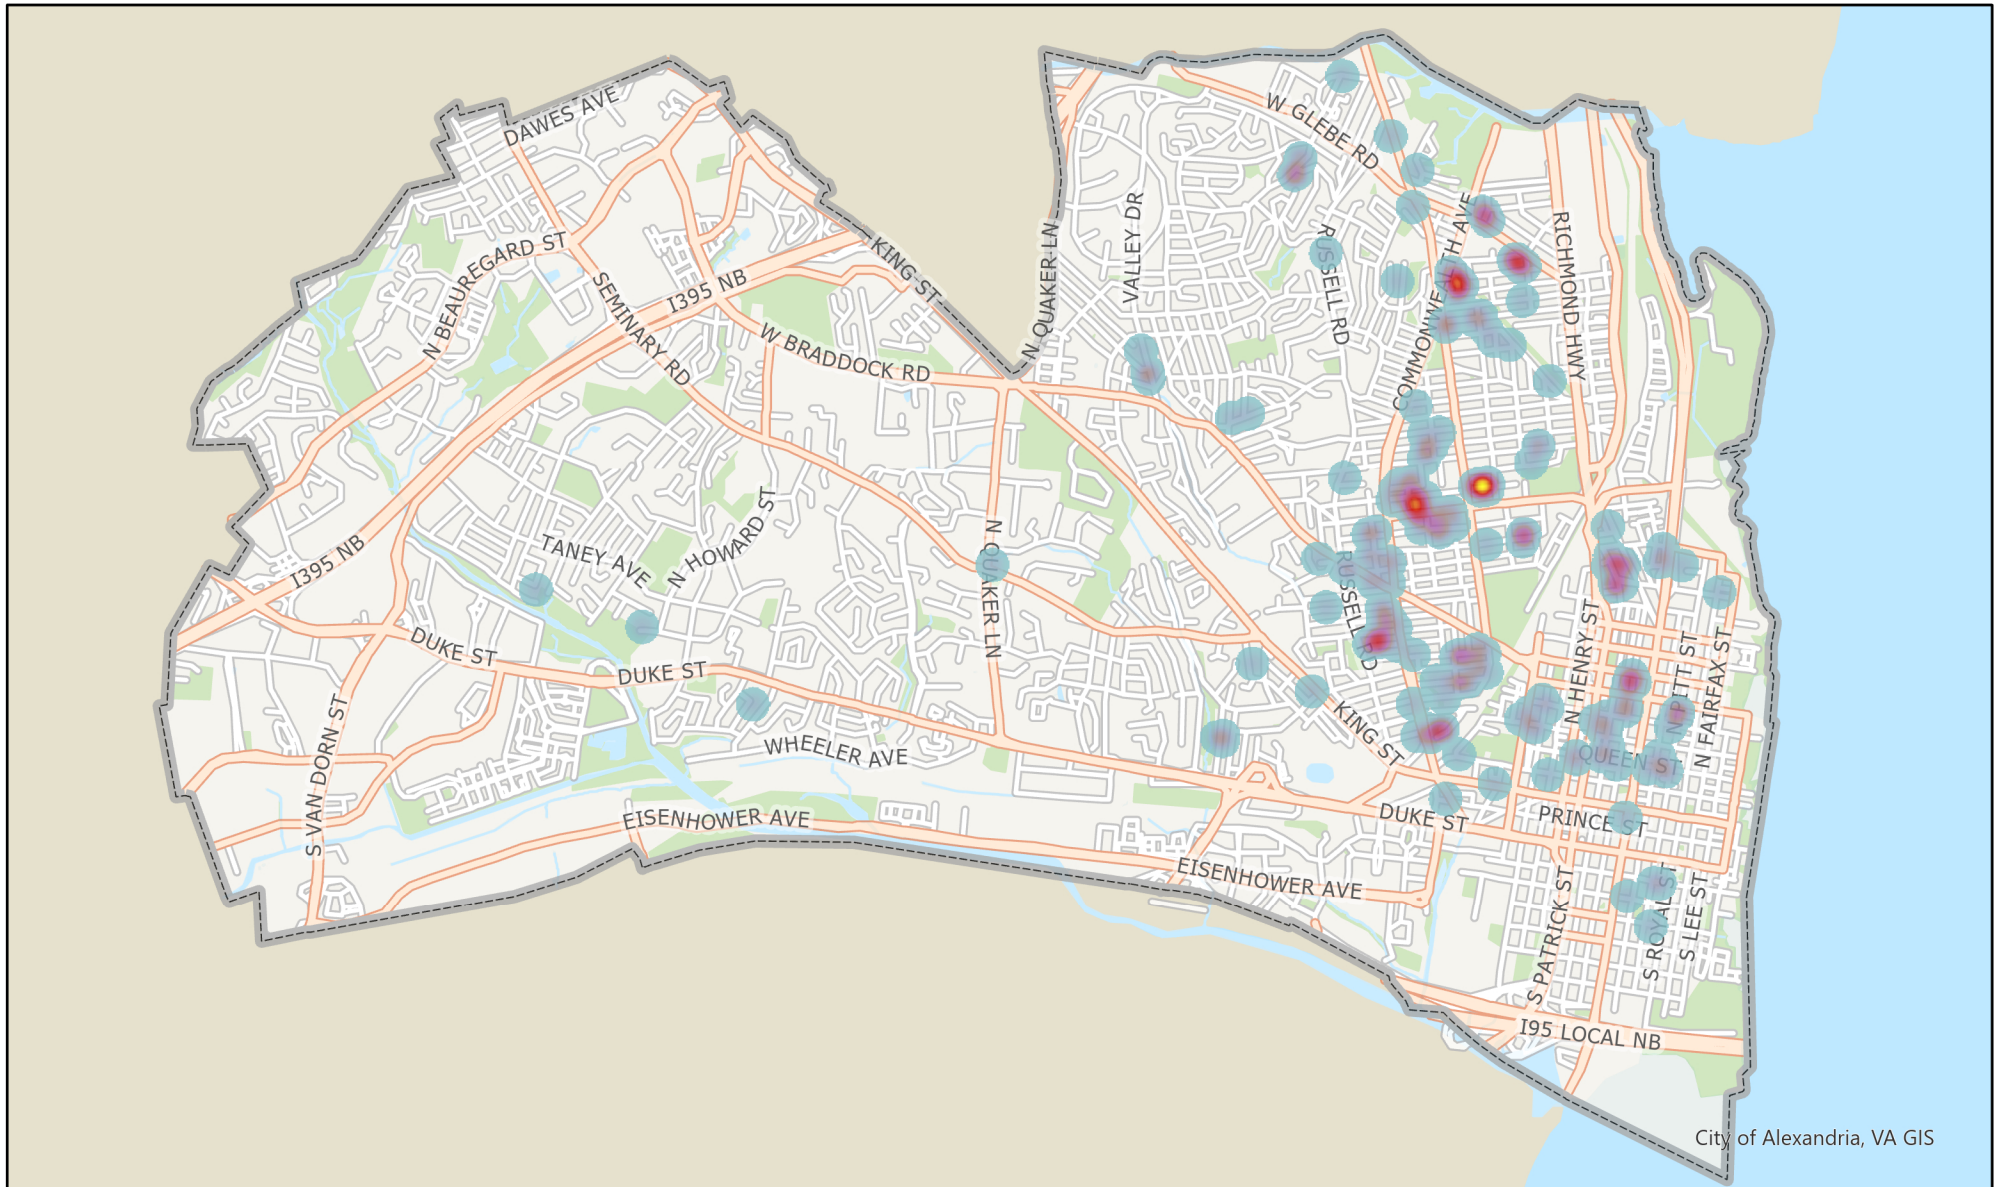 DAWES AVE
W GLEBE RD
N BEAUREGARD ST
KING ST
I395 NB
SEMINARY RD
N QUAKER LN
VALLEY DR
RUSSELL RD
COMMONWEALTH AVE
RICHMOND HWY
W BRADDOCK RD
I395 NB
TANEY AVE
N HOWARD ST
N QUAKER LN
RUSSELL RD
DUKE ST
DUKE ST
N HENRY ST
N PITT ST
N FAIRFAX ST
S VAN DORN ST
WHEELER AVE
KING ST
QUEEN ST
EISENHOWER AVE
DUKE ST
PRINCE ST
EISENHOWER AVE
S PATRICK ST
S ROYAL ST
S LEE ST
I95 LOCAL NB
City of Alexandria, VA GIS